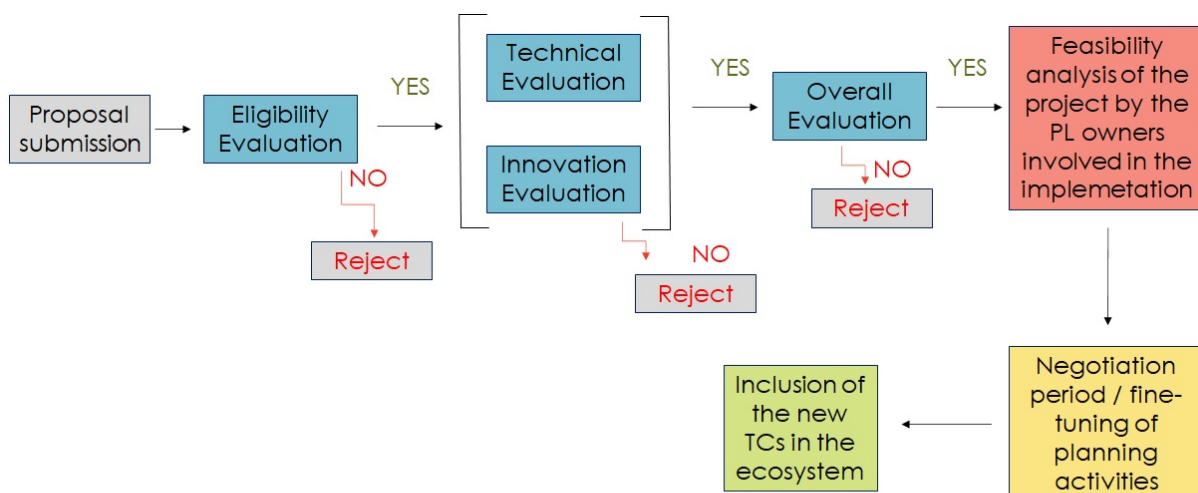 Proposal
submission
Eligibility
Evaluation
NO
Reject
YES
Technical
Evaluation
Innovation
Evaluation
NO
Reject
YES
Overall
Evaluation
NO
Reject
YES
Feasibility
analysis of the
project by the
PL owners
involved in the
implemetation
Negotiation
period / fine-
tuning of
planning
activities
Inclusion of
the new
TCs in the
ecosystem